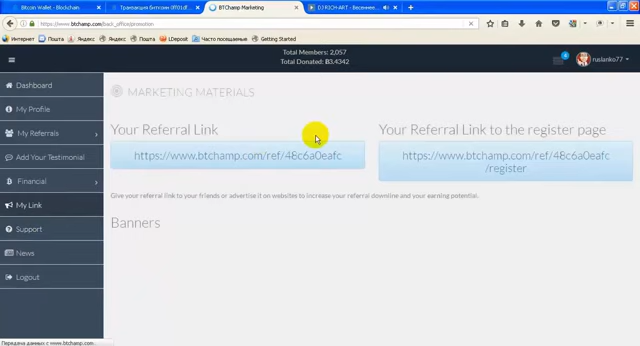 Bitcoin Wallet - Blockchain
Транзакция биткоин 0ff01df
BTChamp Marketing
DJ RICH-ART - Весеннее
https://www.btchamp.com/back_office/promotion
Поиск
Интернет
Почта
Яндекс
Яндекс
Почта
LDeposit
Часто посещаемые
Getting Started
Total Members: 2,057
Total Donated: Ƀ3.4342
4
ruslanko77
Dashboard
My Profile
My Referrals
Add Your Testimonial
Financial
My Link
Support
News
Logout
MARKETING MATERIALS
Your Referral Link
https://www.btchamp.com/ref/48c6a0eafc
Your Referral Link to the register page
https://www.btchamp.com/ref/48c6a0eafc
/register
Give your referral link to your friends or advertise it on websites to increase your referral downline and your earning potential.
Banners
Передача данных с www.btchamp.com